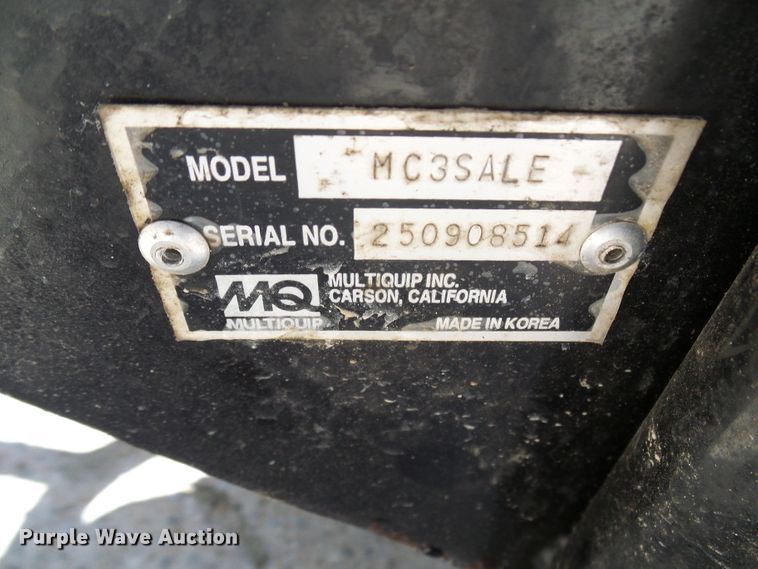 MODEL MC3SALE
SERIAL NO. 250908514
MQ MULTIQUIP INC.
CARSON, CALIFORNIA
MULTIQUIP MADE IN KOREA
Purple Wave Auction